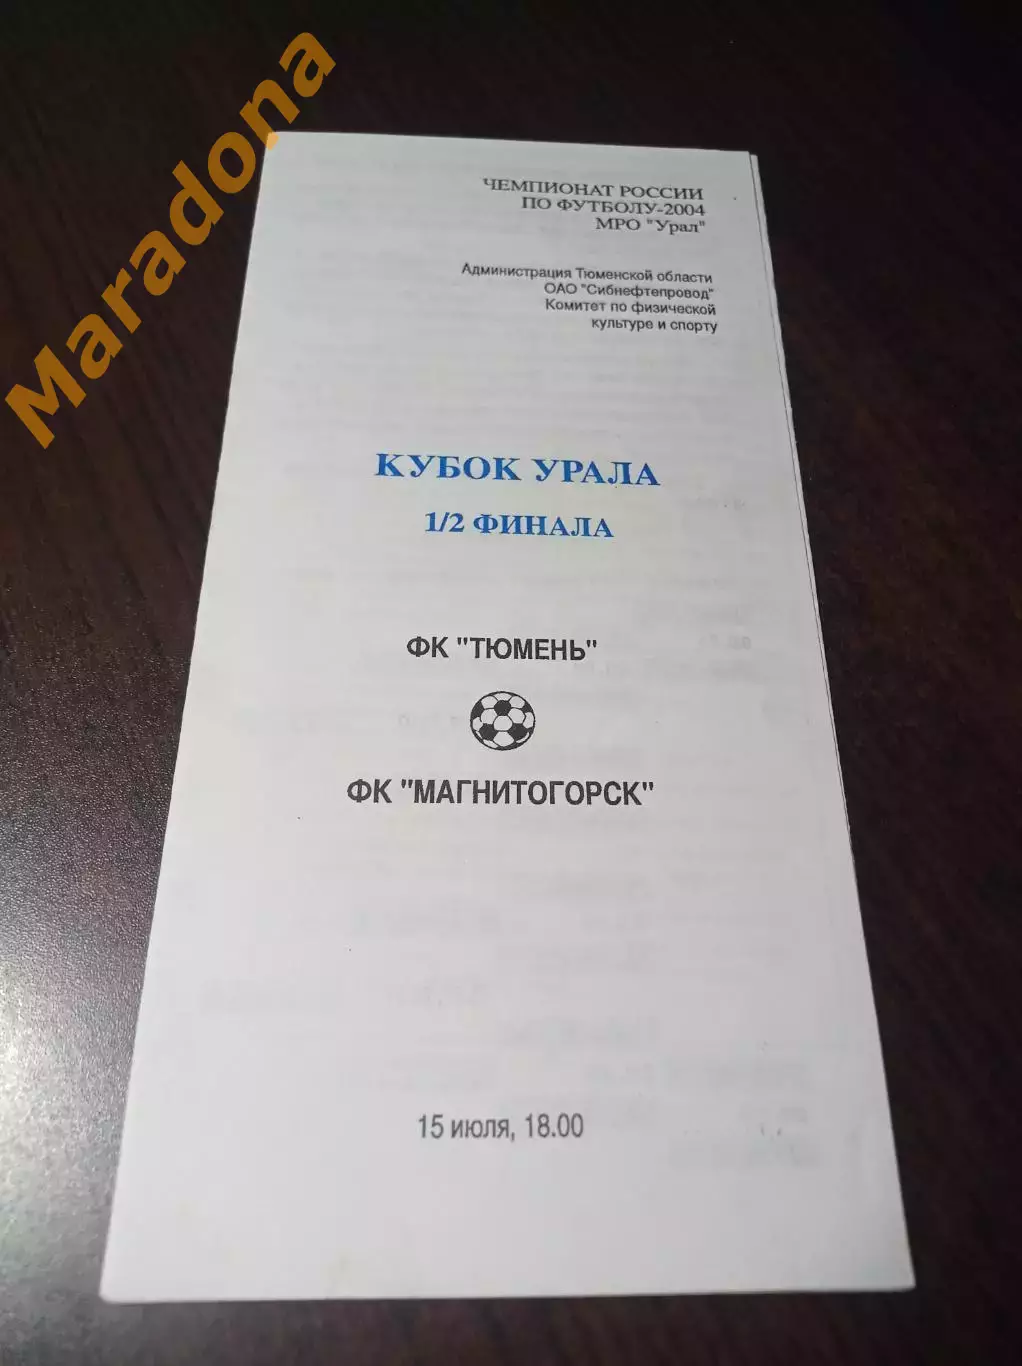 Maradona
ЧЕМПИОНАТ РОССИИ
ПО ФУТБОЛУ-2004
МРО "Урал"
Администрация Тюменской области
ОАО "Сибнефтепровод"
Комитет по физической
культуре и спорту
КУБОК УРАЛА
1/2 ФИНАЛА
ФК "ТЮМЕНЬ"
ФК "МАГНИТОГОРСК"
15 июля, 18.00